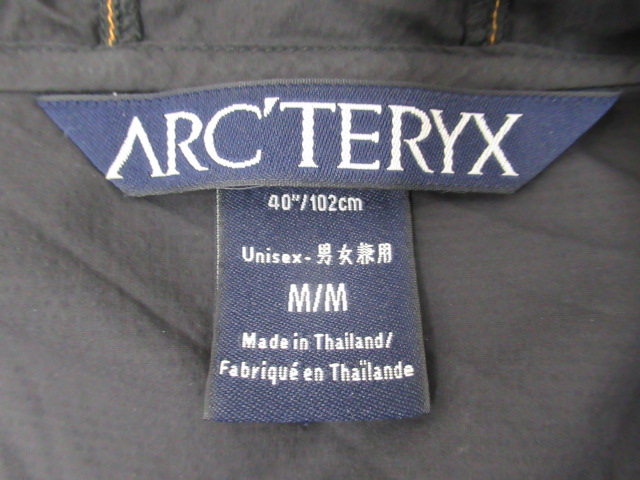 ARC'TERYX
40"/102cm
Unisex-男女兼用
M/M
Made in Thailand/
Fabriqué en Thaïlande